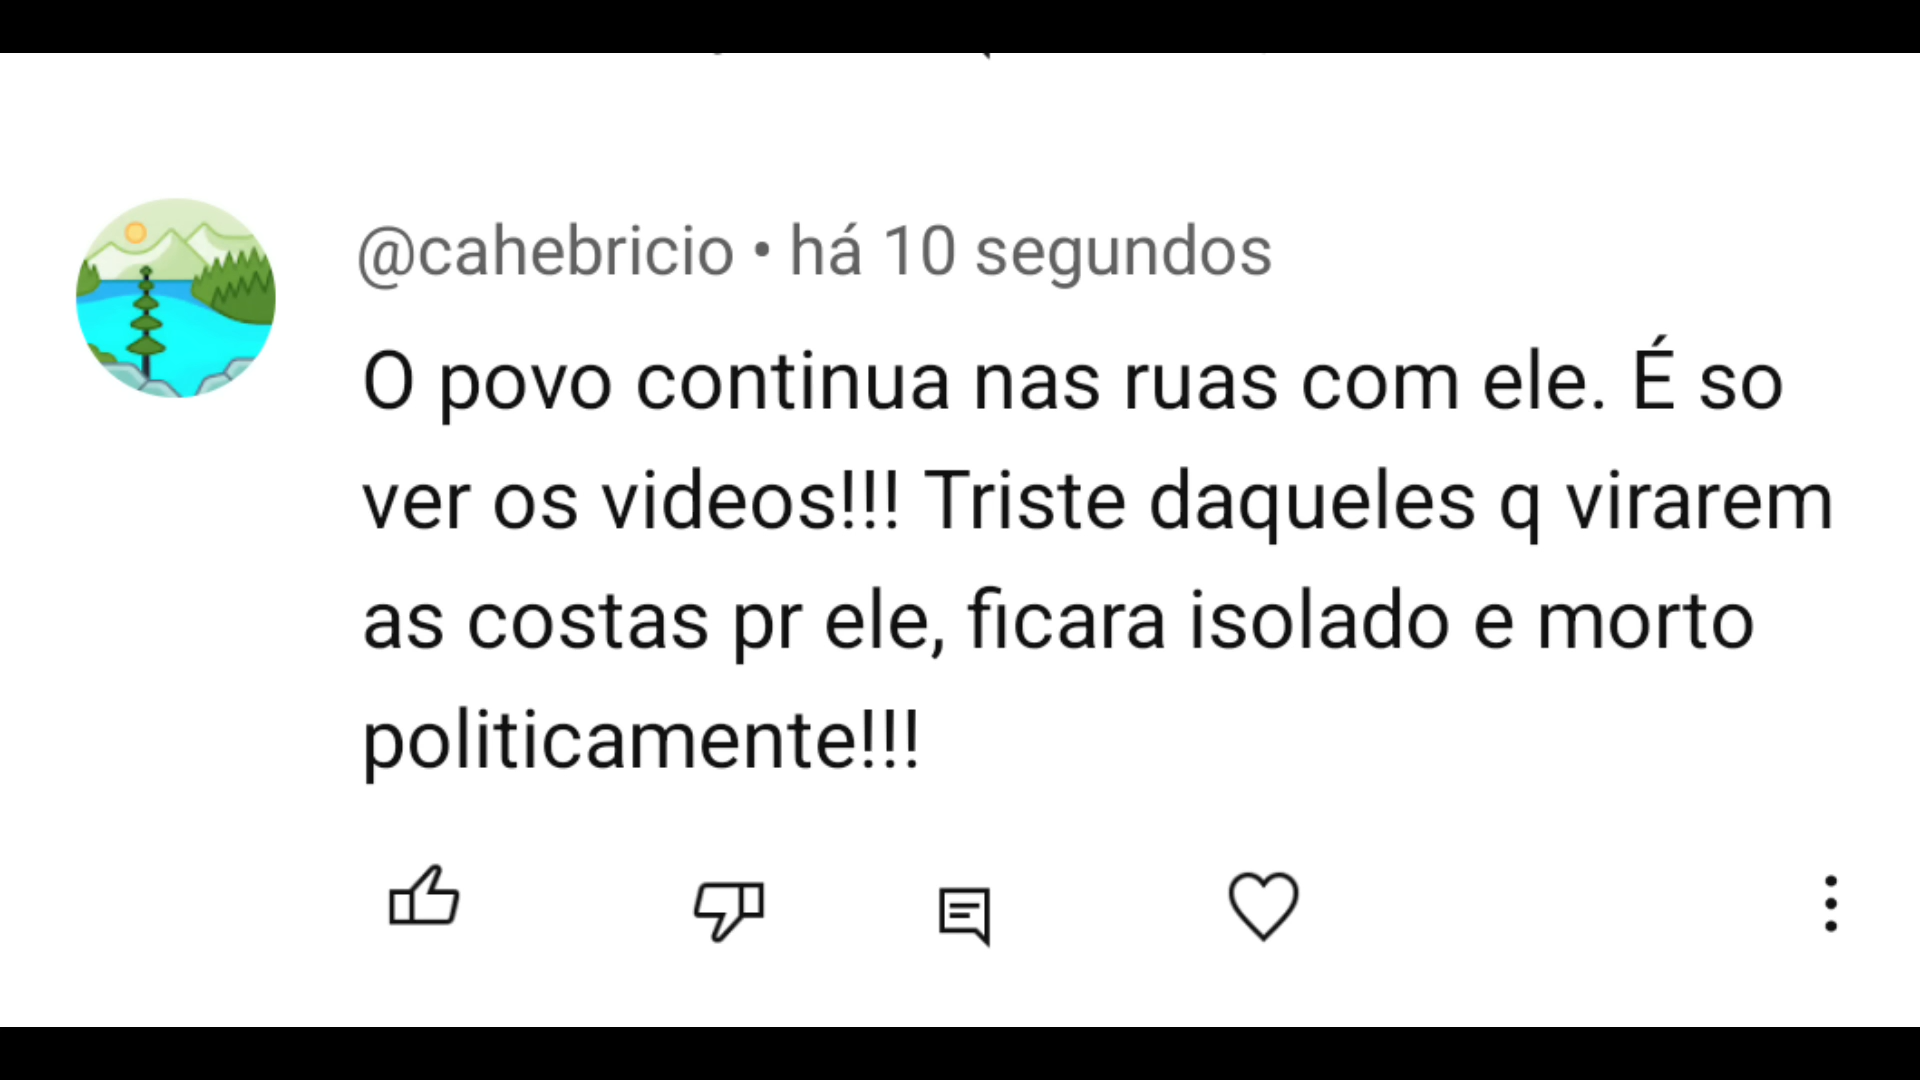 @cahebricio • há 10 segundos
O povo continua nas ruas com ele. É so
ver os videos!!! Triste daqueles q virarem
as costas pr ele, ficara isolado e morto
politicamente!!!